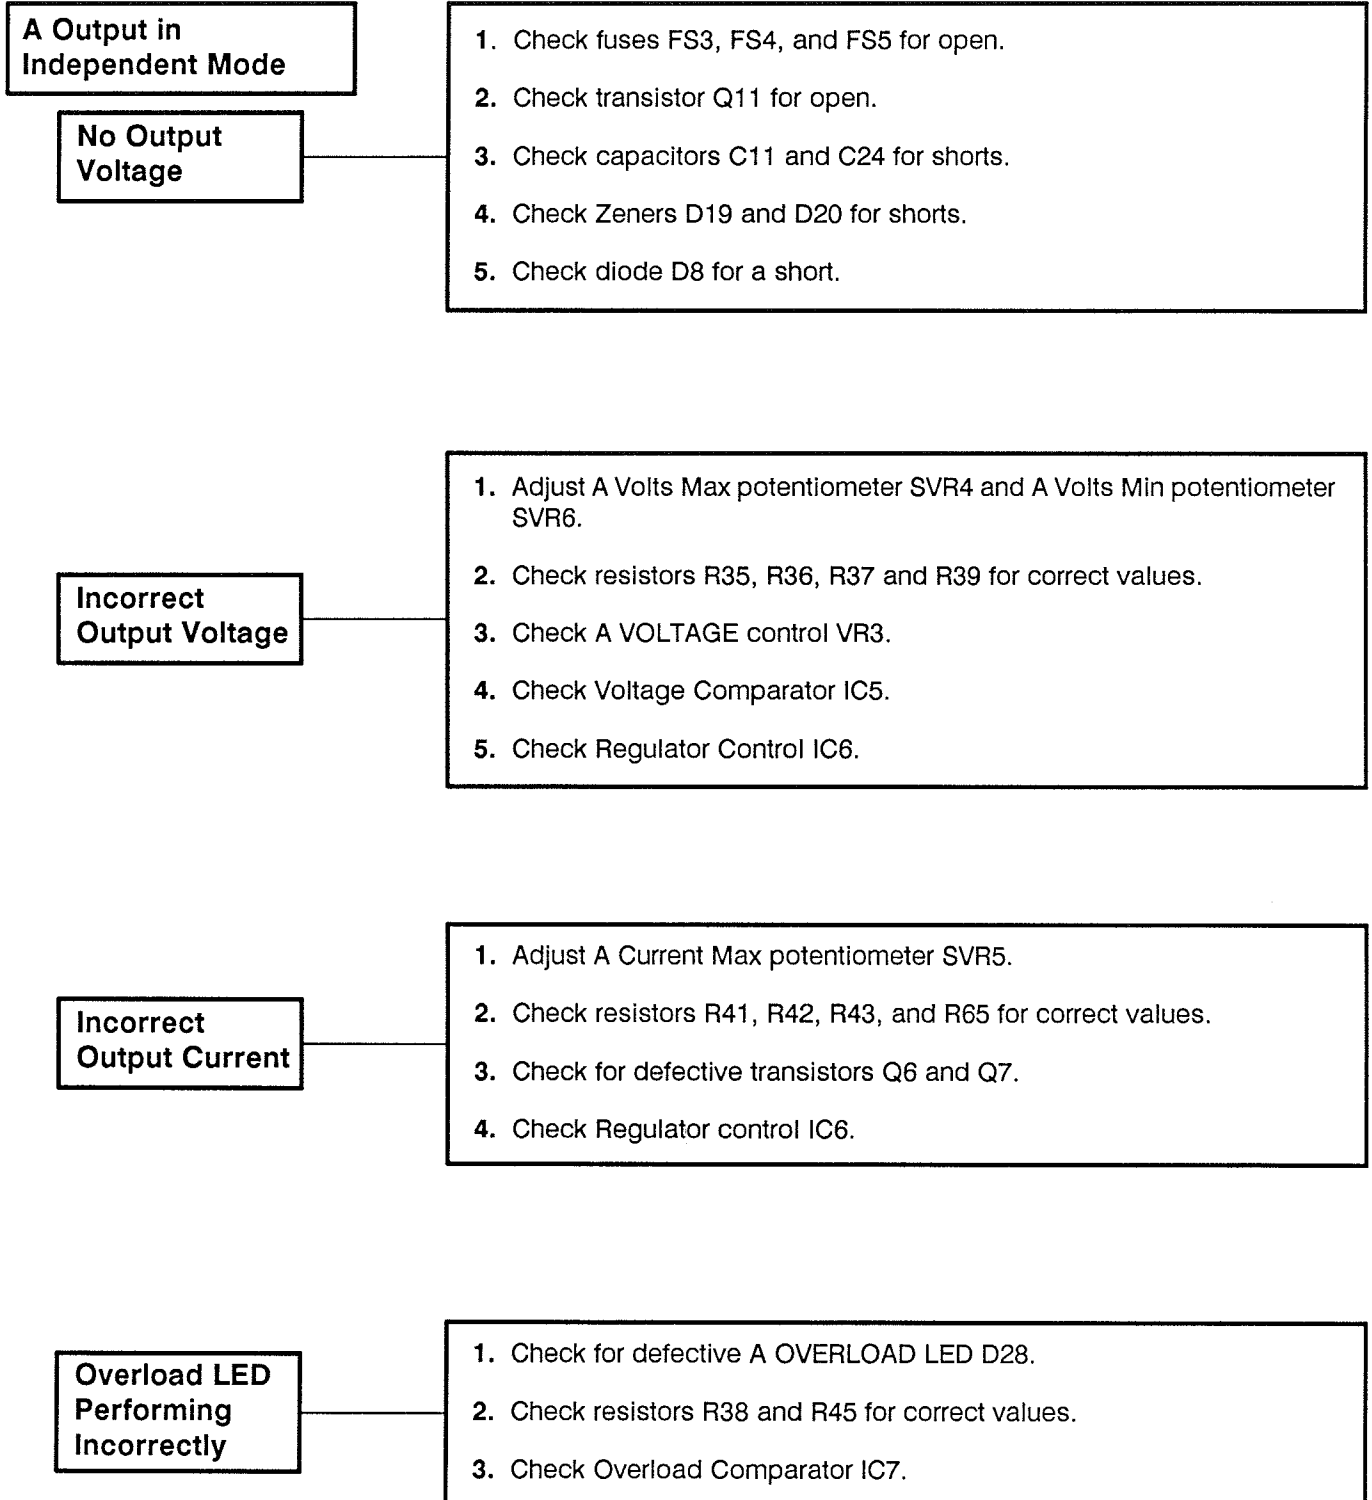 A Output in
Independent Mode
No Output
Voltage
1. Check fuses FS3, FS4, and FS5 for open.
2. Check transistor Q11 for open.
3. Check capacitors C11 and C24 for shorts.
4. Check Zeners D19 and D20 for shorts.
5. Check diode D8 for a short.
Incorrect
Output Voltage
1. Adjust A Volts Max potentiometer SVR4 and A Volts Min potentiometer
SVR6.
2. Check resistors R35, R36, R37 and R39 for correct values.
3. Check A VOLTAGE control VR3.
4. Check Voltage Comparator IC5.
5. Check Regulator Control IC6.
Incorrect
Output Current
1. Adjust A Current Max potentiometer SVR5.
2. Check resistors R41, R42, R43, and R65 for correct values.
3. Check for defective transistors Q6 and Q7.
4. Check Regulator control IC6.
Overload LED
Performing
Incorrectly
1. Check for defective A OVERLOAD LED D28.
2. Check resistors R38 and R45 for correct values.
3. Check Overload Comparator IC7.